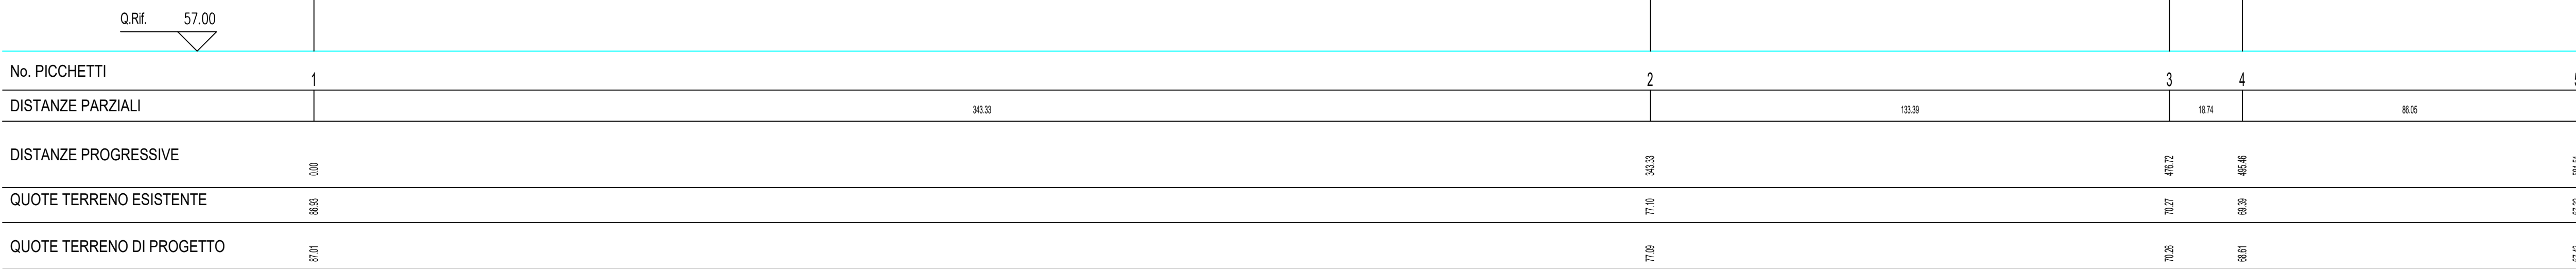 Q.Rif. 57.00
No. PICCHETTI 1 2 3 4
DISTANZE PARZIALI 343.33 133.39 18.74 86.05
DISTANZE PROGRESSIVE 0.00 343.33 476.72 495.46
QUOTE TERRENO ESISTENTE 86.93 77.10 70.27 69.39
QUOTE TERRENO DI PROGETTO 87.01 77.09 70.26 68.61